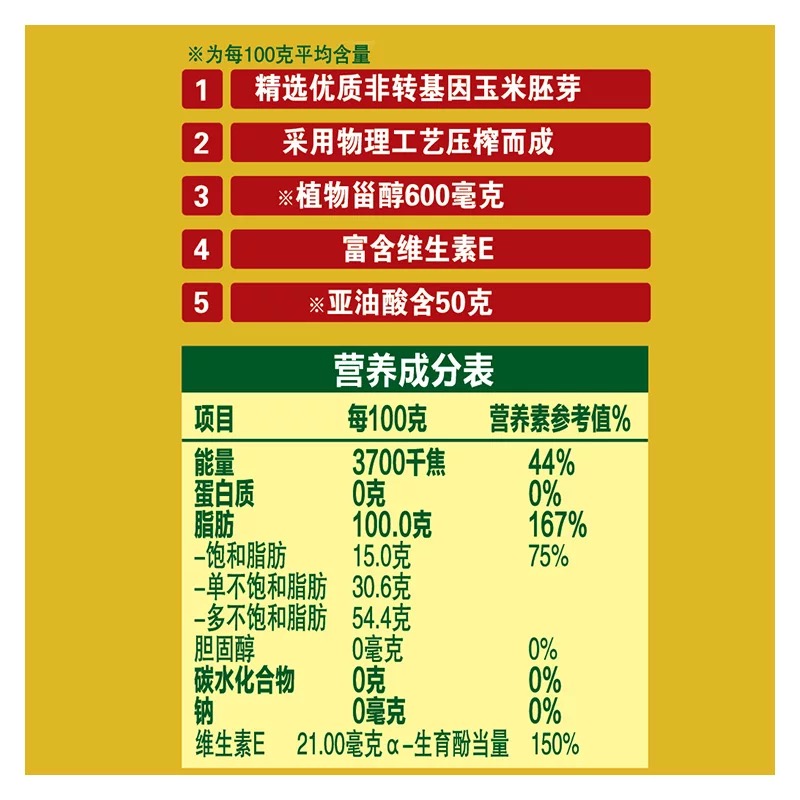 ※为每100克平均含量
1 精选优质非转基因玉米胚芽
2 采用物理工艺压榨而成
3 ※植物甾醇600毫克
4 富含维生素E
5 ※亚油酸含50克
营养成分表
项目 每100克 营养素参考值%
能量 3700千焦 44%
蛋白质 0克 0%
脂肪 100.0克 167%
-饱和脂肪 15.0克 75%
-单不饱和脂肪 30.6克
-多不饱和脂肪 54.4克
胆固醇 0毫克 0%
碳水化合物 0克 0%
钠 0毫克 0%
维生素E 21.00毫克α-生育酚当量 150%